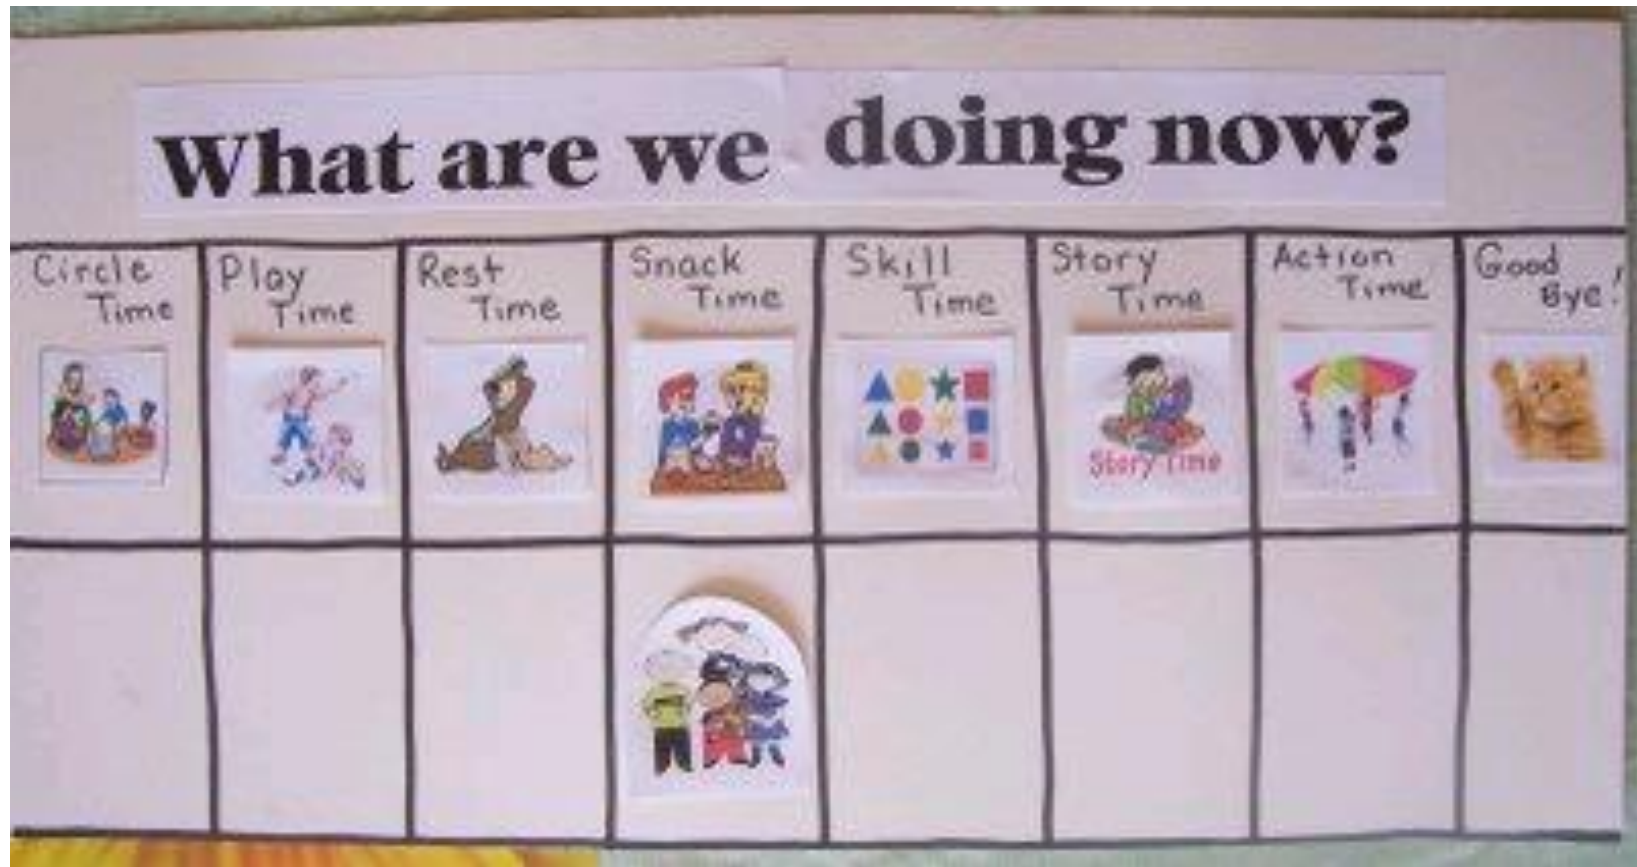 What are we doing now?
Circle
Time
Play
Time
Rest
Time
Snack
Time
Skill
Time
Story
Time
Action
Time
Good
Bye!
Story Time